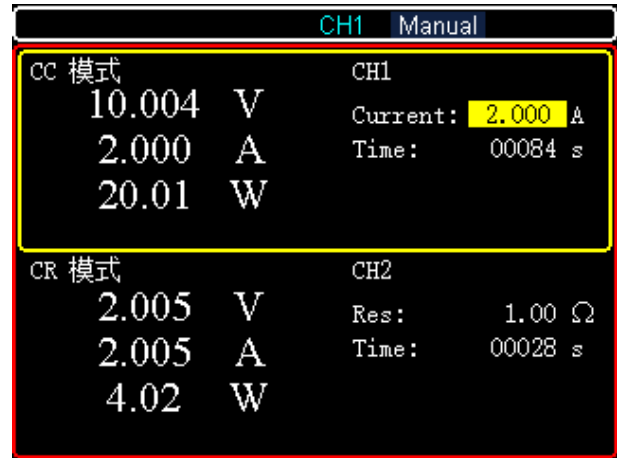 CH1 Manual
CC 模式
10.004 V
2.000 A
20.01 W
CH1
Current: 2.000 A
Time: 00084 s
CR 模式
2.005 V
2.005 A
4.02 W
CH2
Res: 1.00 Ω
Time: 00028 s